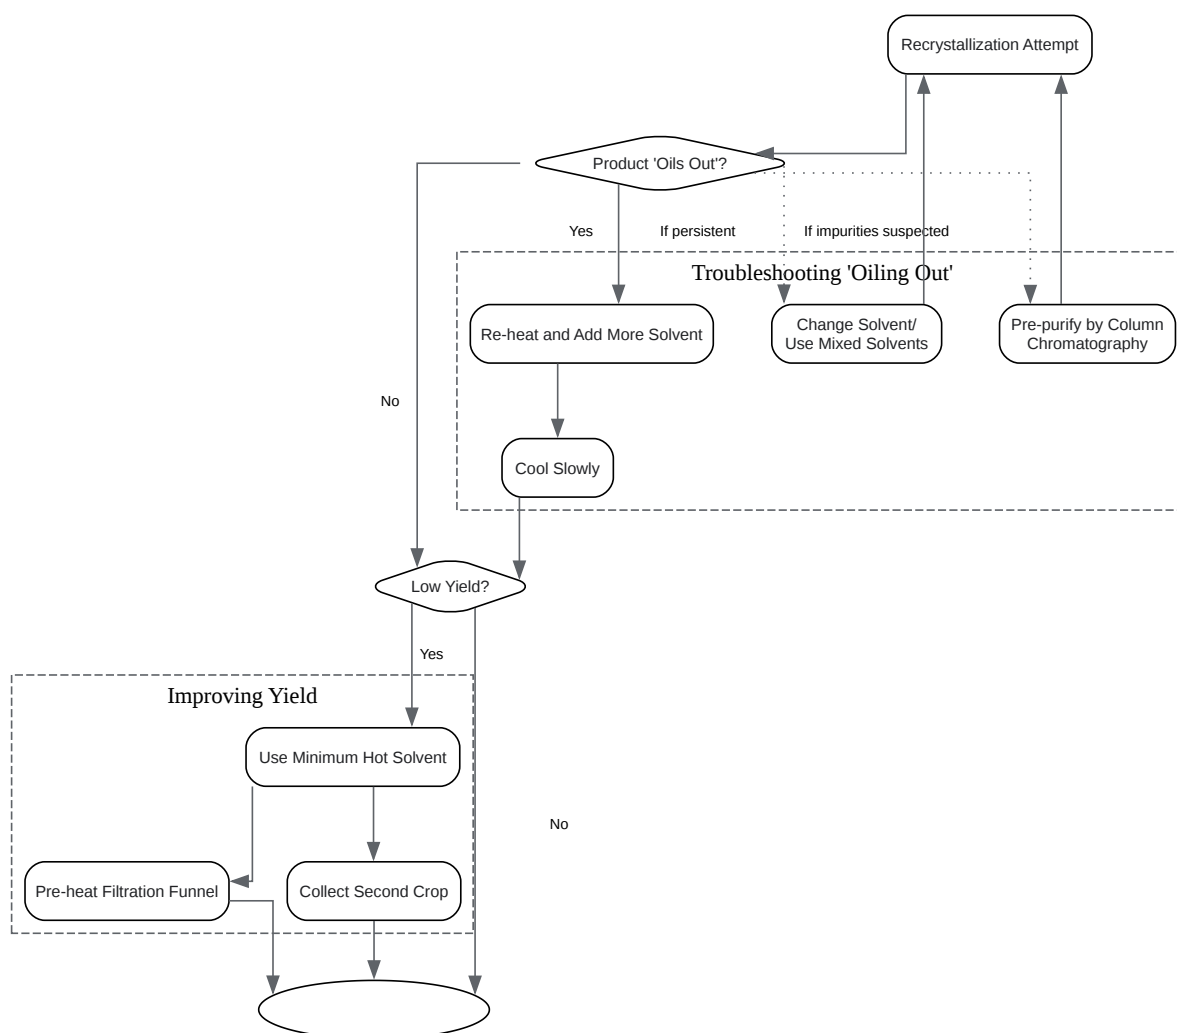 Recrystallization Attempt
Product 'Oils Out'?
Yes
If persistent
If impurities suspected
Troubleshooting 'Oiling Out'
Re-heat and Add More Solvent
Change Solvent/
Use Mixed Solvents
Pre-purify by Column
Chromatography
No
Cool Slowly
Low Yield?
Yes
Improving Yield
Use Minimum Hot Solvent
No
Pre-heat Filtration Funnel
Collect Second Crop